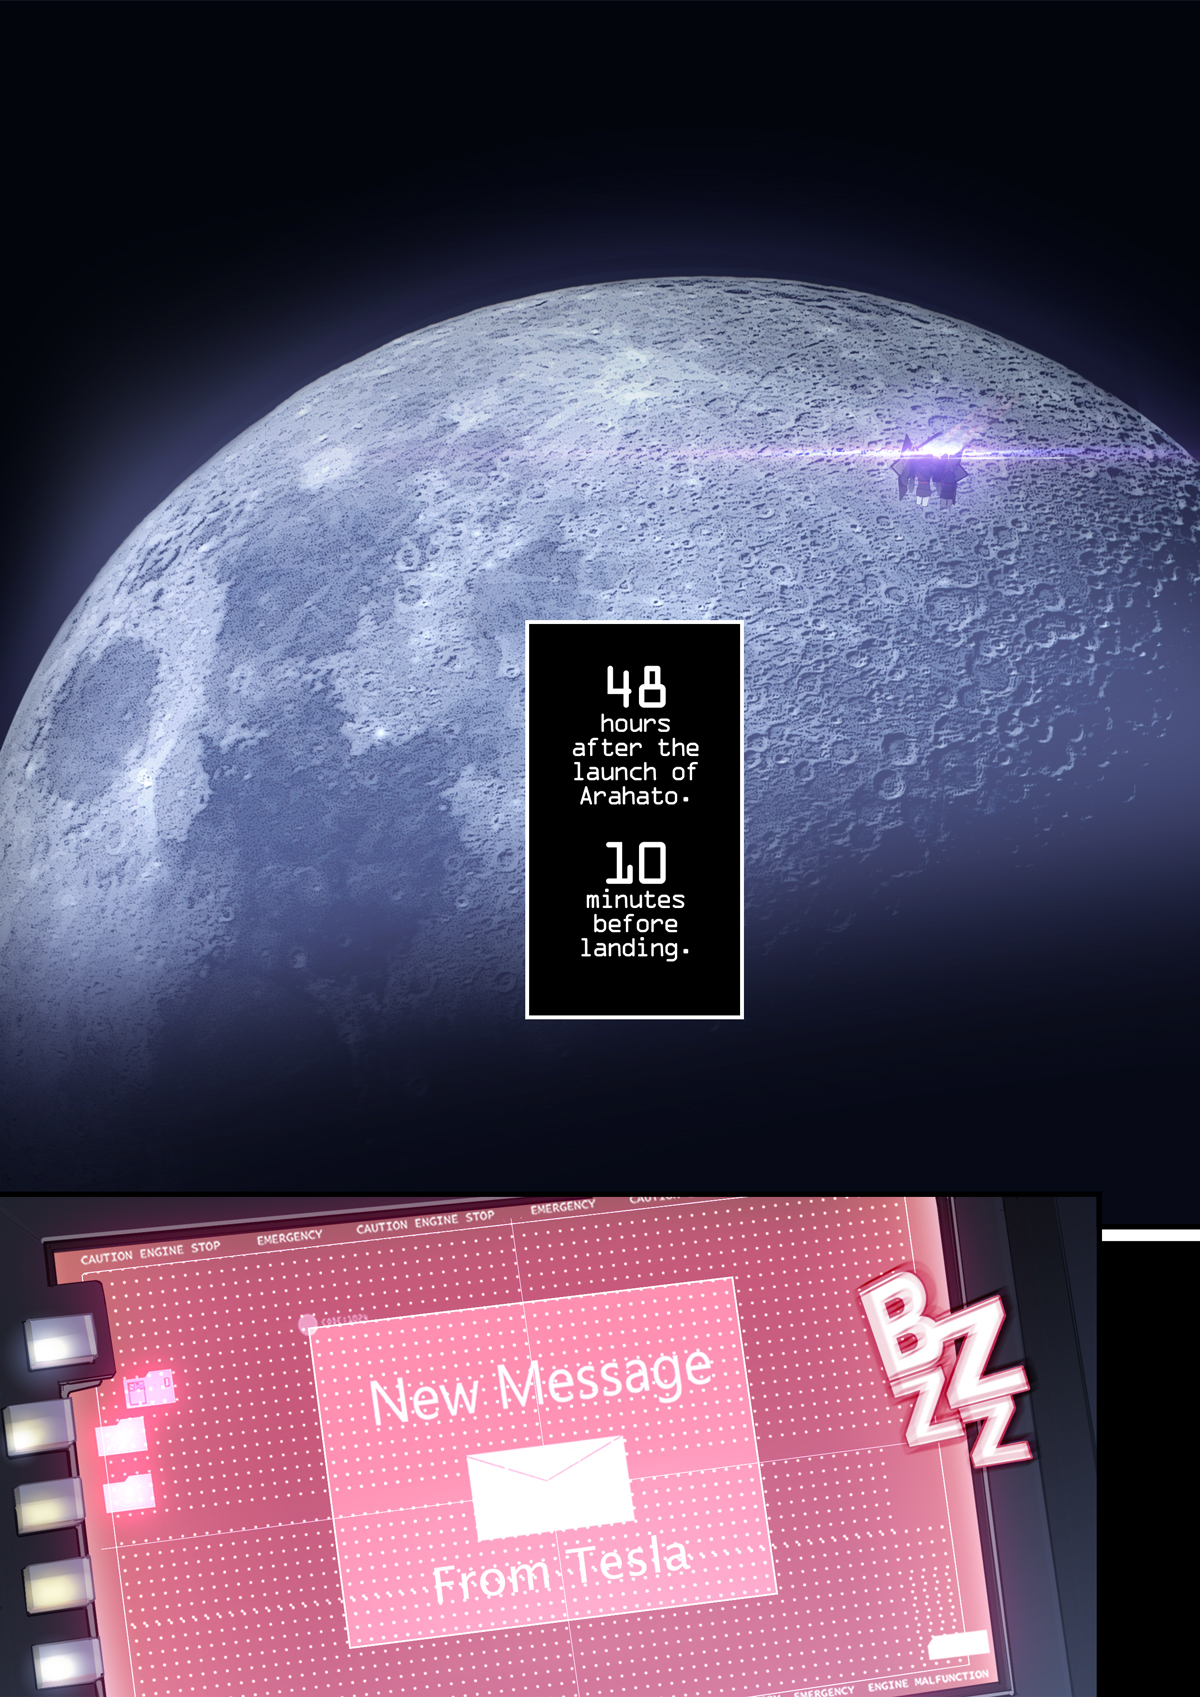 48
hours
after the
launch of
Arahato.
10
minutes
before
landing.
CAUTION ENGINE STOP EMERGENCY CAUTION ENGINE STOP EMERGENCY
New Message
From Tesla
BZZZ
EMERGENCY ENGINE MALFUNCTION